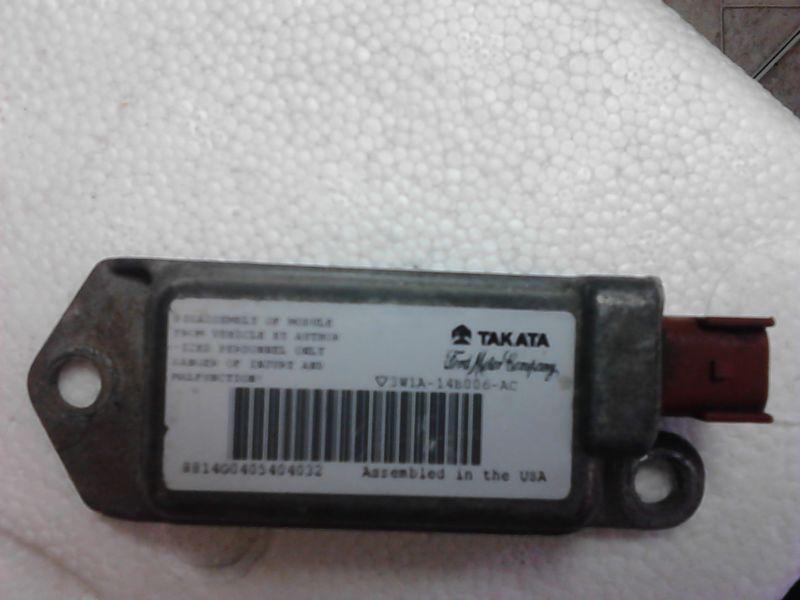 DISASSEMBLY OF MODULE
FROM VEHICLE BY AUTHOR
-IZED PERSONNEL ONLY
DANGER OF INJURY AND
MALFUNCTION
TAKATA
Ford Motor Company
3W1A-14B006-AC
8814G0405404032
Assembled in the USA
L